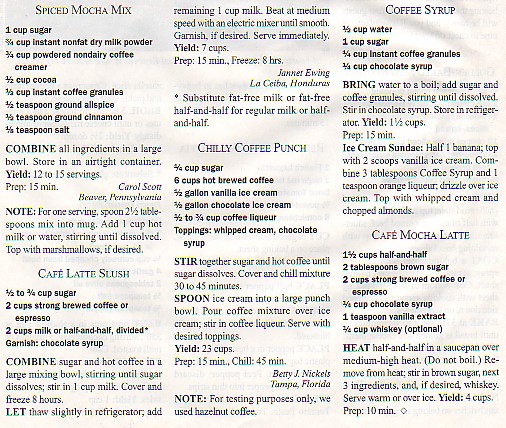 SPICED MOCHA MIX
1 cup sugar
¾ cup instant nonfat dry milk powder
¾ cup powdered nondairy coffee
creamer
½ cup cocoa
⅓ cup instant coffee granules
½ teaspoon ground allspice
½ teaspoon ground cinnamon
⅛ teaspoon salt
COMBINE all ingredients in a large
bowl. Store in an airtight container.
Yield: 12 to 15 servings.
Prep: 15 min. Carol Scott
Beaver, Pennsylvania
NOTE: For one serving, spoon 2½ table-
spoons mix into mug. Add 1 cup hot
milk or water, stirring until dissolved.
Top with marshmallows, if desired.
CAFÉ LATTE SLUSH
½ to ¾ cup sugar
2 cups strong brewed coffee or
espresso
2 cups milk or half-and-half, divided*
Garnish: chocolate syrup
COMBINE sugar and hot coffee in a
large mixing bowl, stirring until sugar
dissolves; stir in 1 cup milk. Cover and
freeze 8 hours.
LET thaw slightly in refrigerator; add
remaining 1 cup milk. Beat at medium
speed with an electric mixer until smooth.
Garnish, if desired. Serve immediately.
Yield: 7 cups.
Prep: 15 min., Freeze: 8 hrs.
Jannet Ewing
La Ceiba, Honduras
* Substitute fat-free milk or fat-free
half-and-half for regular milk or half-
and-half.
CHILLY COFFEE PUNCH
¾ cup sugar
6 cups hot brewed coffee
½ gallon vanilla ice cream
½ gallon chocolate ice cream
½ to ¾ cup coffee liqueur
Toppings: whipped cream, chocolate
syrup
STIR together sugar and hot coffee until
sugar dissolves. Cover and chill mixture
30 to 45 minutes.
SPOON ice cream into a large punch
bowl. Pour coffee mixture over ice
cream; stir in coffee liqueur. Serve with
desired toppings.
Yield: 23 cups.
Prep: 15 min., Chill: 45 min.
Betty J. Nickels
Tampa, Florida
NOTE: For testing purposes only, we
used hazelnut coffee.
COFFEE SYRUP
½ cup water
1 cup sugar
¼ cup instant coffee granules
¼ cup chocolate syrup
BRING water to a boil; add sugar and
coffee granules, stirring until dissolved.
Stir in chocolate syrup. Store in refriger-
ator. Yield: 1½ cups.
Prep: 15 min.
Ice Cream Sundae: Half 1 banana; top
with 2 scoops vanilla ice cream. Com-
bine 3 tablespoons Coffee Syrup and 1
teaspoon orange liqueur; drizzle over ice
cream. Top with whipped cream and
chopped almonds.
CAFÉ MOCHA LATTE
1½ cups half-and-half
2 tablespoons brown sugar
2 cups strong brewed coffee or
espresso
¼ cup chocolate syrup
1 teaspoon vanilla extract
¼ cup whiskey (optional)
HEAT half-and-half in a saucepan over
medium-high heat. (Do not boil.) Re-
move from heat; stir in brown sugar, next
3 ingredients, and, if desired, whiskey.
Serve warm or over ice. Yield: 4 cups.
Prep: 10 min. ◇